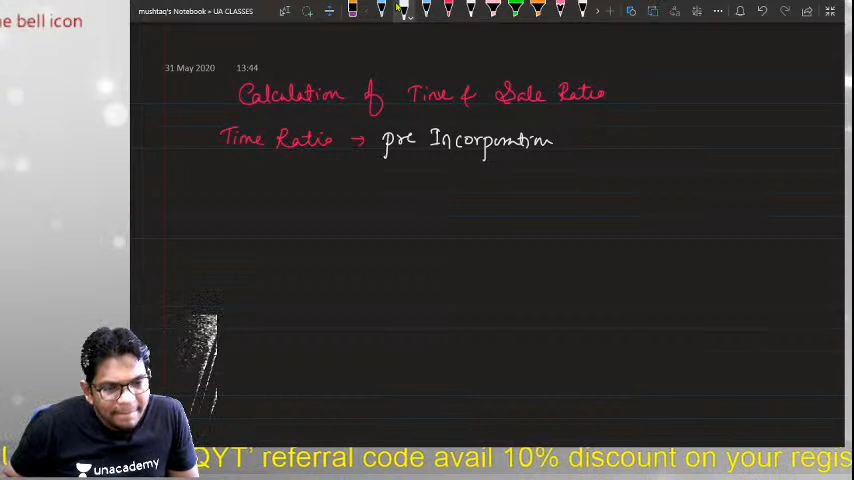 he bell icon
mushtaq's Notebook » UA CLASSES
31 May 2020 13:44
Calculation of Time & Sale Ratio
Time Ratio → pre Incorporation
unacademy
QYT' referral code avail 10% discount on your regis